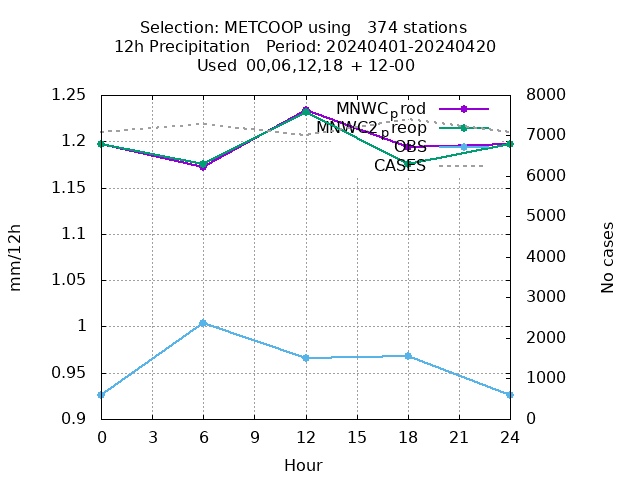 Selection: METCOOP using 374 stations
12h Precipitation Period: 20240401-20240420
Used 00,06,12,18 + 12-00
1.25
1.2
1.15
1.1
1.05
1
0.95
0.9
mm/12h
MNWC_prod
MNWC2_preop
OBS
CASES
8000
7000
6000
5000
4000
3000
2000
1000
0
No cases
0 3 6 9 12 15 18 21 24
Hour